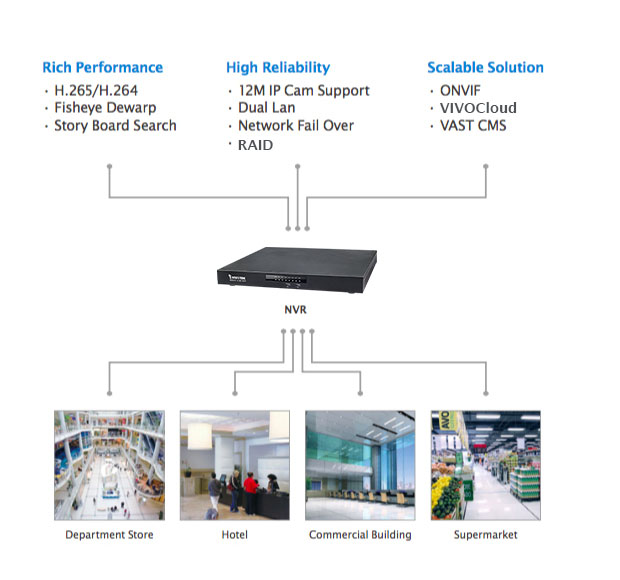 Rich Performance
· H.265/H.264
· Fisheye Dewarp
· Story Board Search
High Reliability
· 12M IP Cam Support
· Dual Lan
· Network Fail Over
· RAID
Scalable Solution
· ONVIF
· VIVOCloud
· VAST CMS
NVR
AVO
Department Store
Hotel
Commercial Building
Supermarket